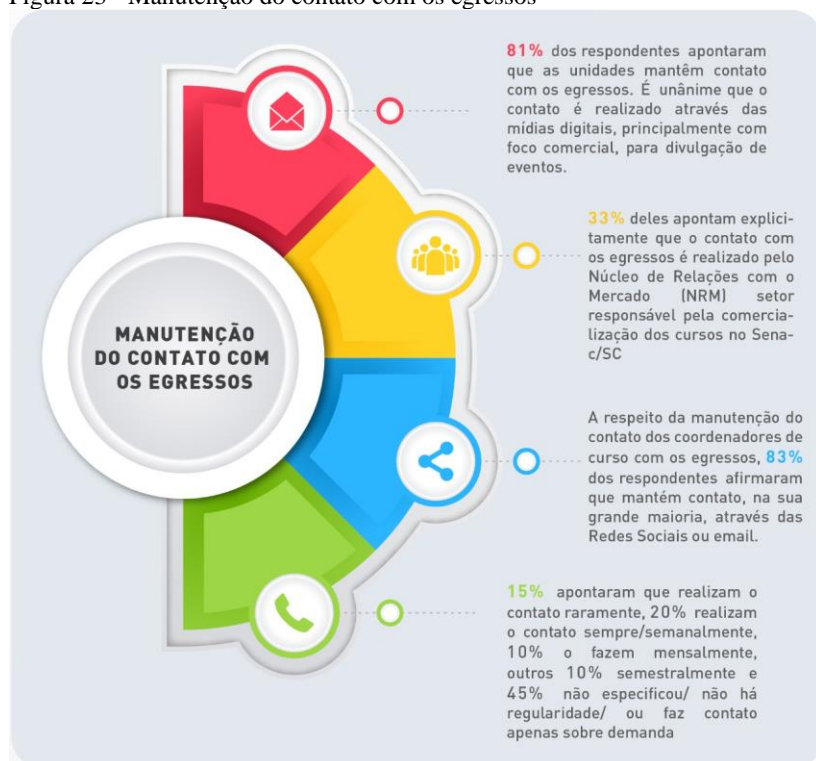 Figura 23 - Manutenção do contato com os egressos
MANUTENÇÃO
DO CONTATO COM
OS EGRESSOS
81% dos respondentes apontaram
que as unidades mantêm contato
com os egressos. É unânime que o
contato é realizado através das
mídias digitais, principalmente com
foco comercial, para divulgação de
eventos.
33% deles apontam explici-
tamente que o contato com
os egressos é realizado pelo
Núcleo de Relações com o
Mercado (NRM) setor
responsável pela comercia-
lização dos cursos no Sena-
c/SC
A respeito da manutenção do
contato dos coordenadores de
curso com os egressos, 83%
dos respondentes afirmaram
que mantém contato, na sua
grande maioria, através das
Redes Sociais ou email.
15% apontaram que realizam o
contato raramente, 20% realizam
o contato sempre/semanalmente,
10% o fazem mensalmente,
outros 10% semestralmente e
45% não especificou/ não há
regularidade/ ou faz contato
apenas sobre demanda